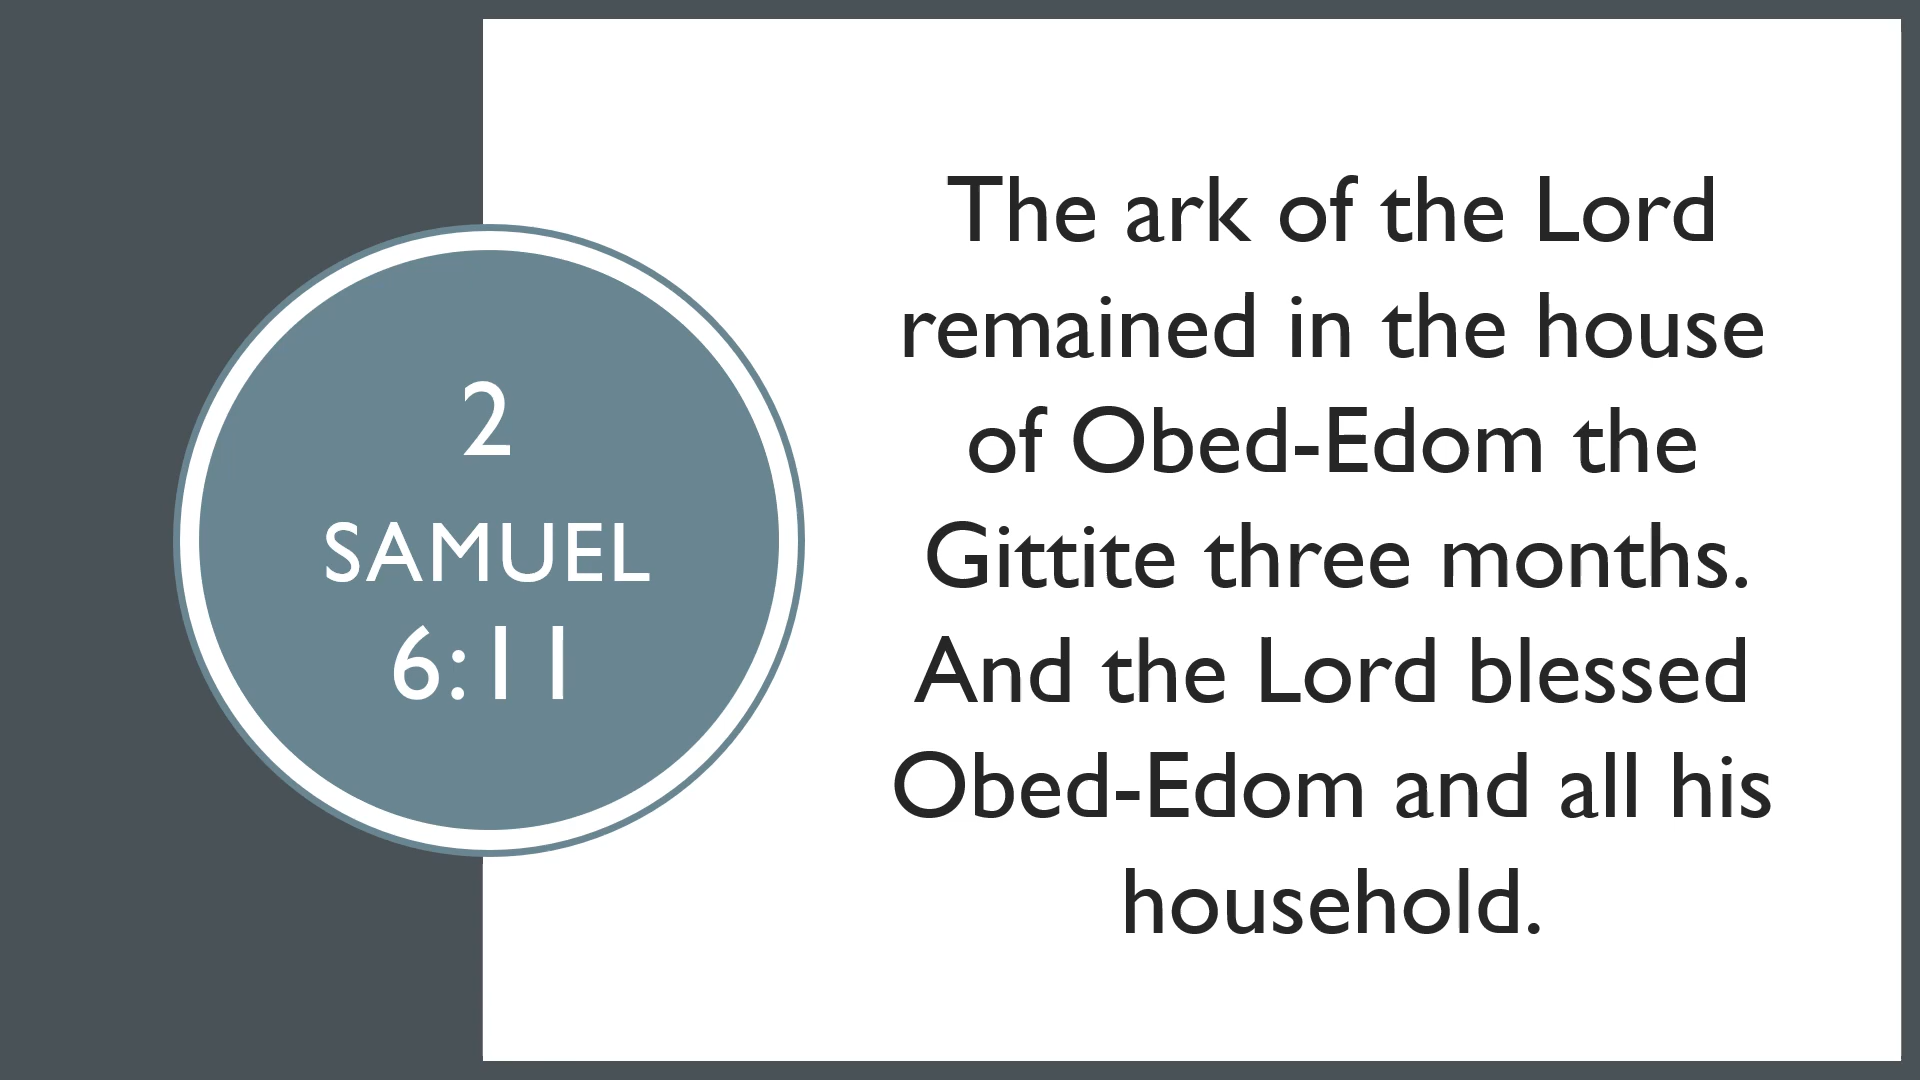 2
SAMUEL
6:11
The ark of the Lord
remained in the house
of Obed-Edom the
Gittite three months.
And the Lord blessed
Obed-Edom and all his
household.